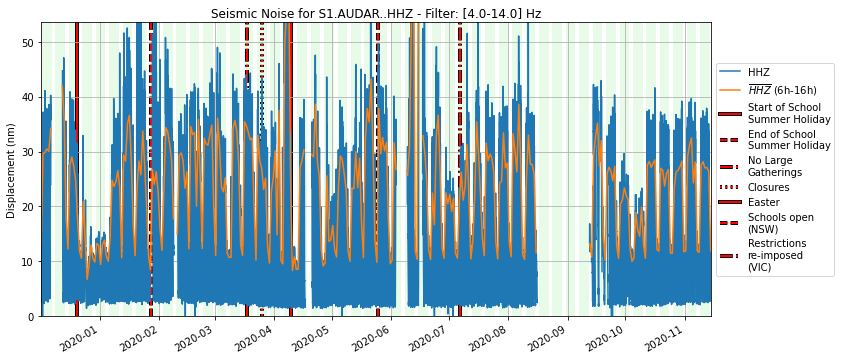 Seismic Noise for S1.AUDAR..HHZ - Filter: [4.0-14.0] Hz
Displacement (nm)
50
40
30
20
10
0
2020-01
2020-02
2020-03
2020-04
2020-05
2020-06
2020-07
2020-08
2020-09
2020-10
2020-11
HHZ
HHZ (6h-16h)
Start of School
Summer Holiday
End of School
Summer Holiday
No Large
Gatherings
Closures
Easter
Schools open
(NSW)
Restrictions
re-imposed
(VIC)